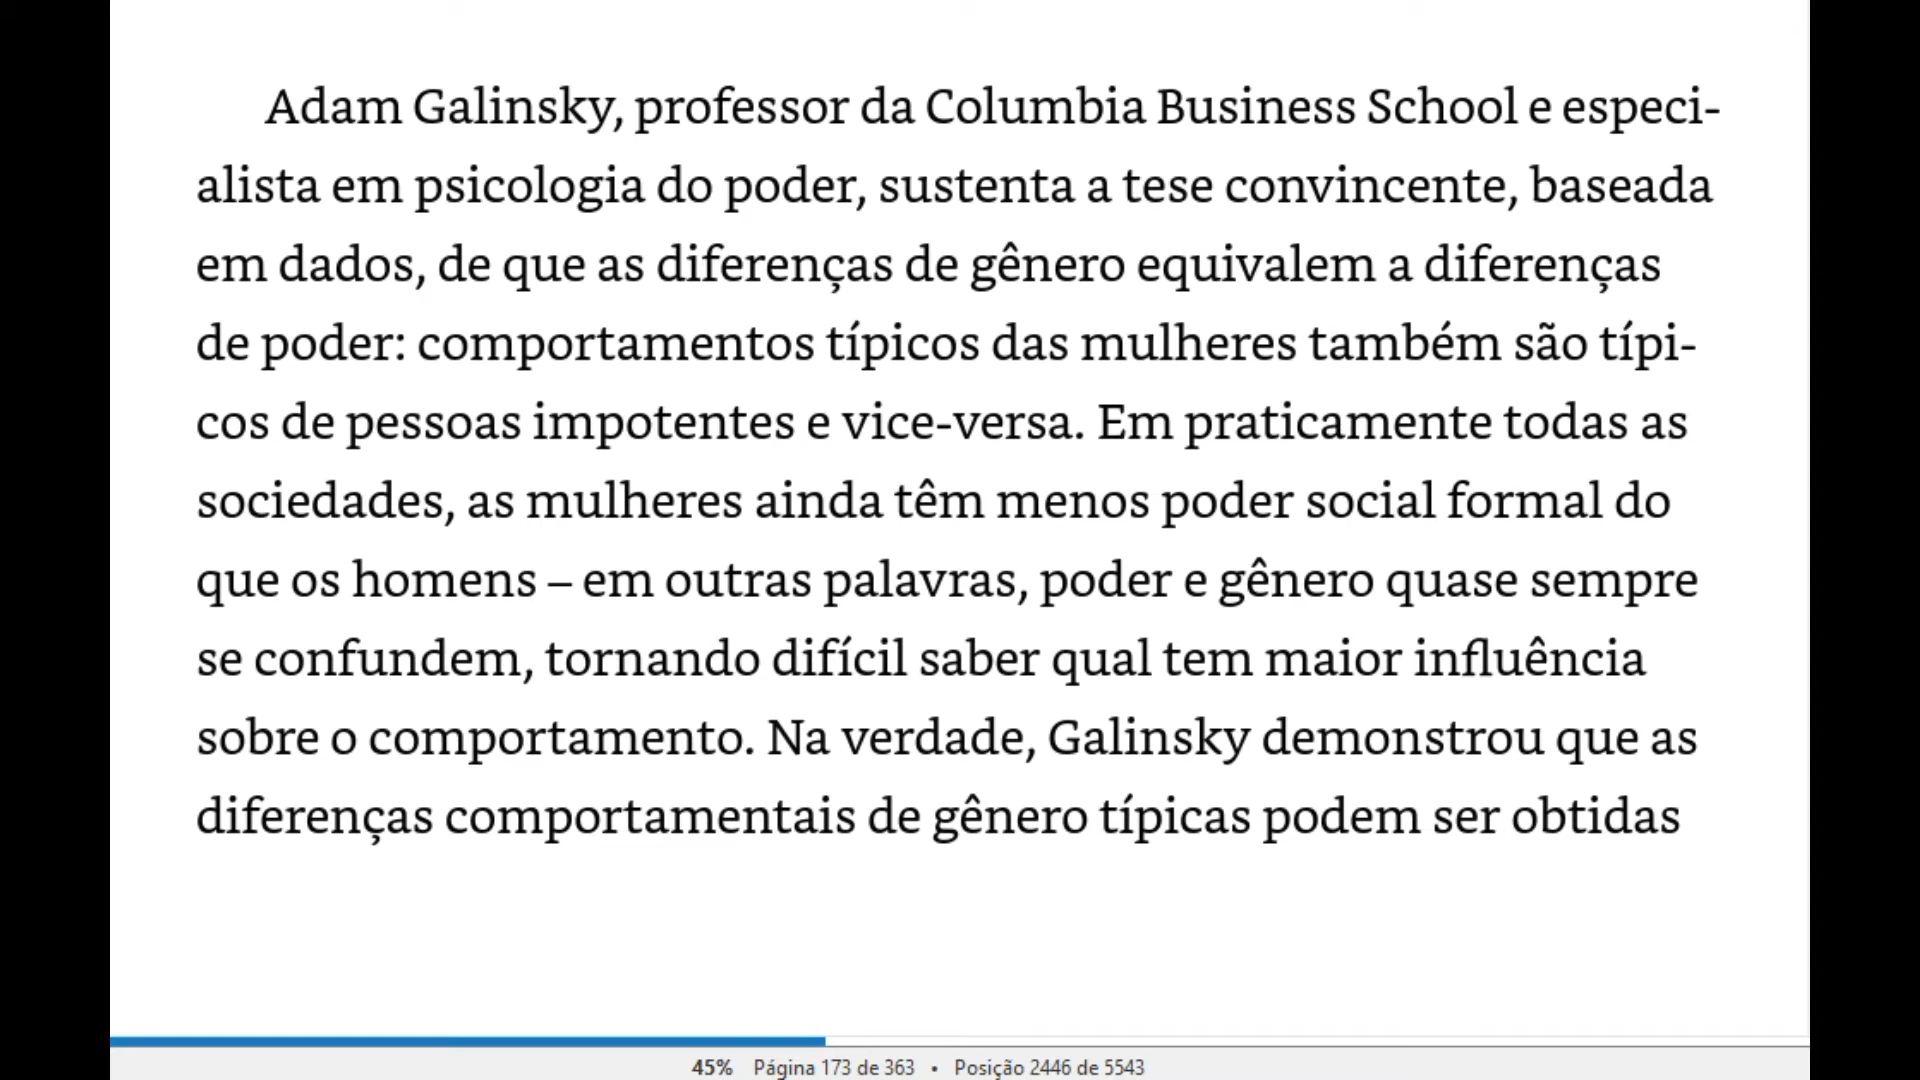 Adam Galinsky, professor da Columbia Business School e especi-
alista em psicologia do poder, sustenta a tese convincente, baseada
em dados, de que as diferenças de gênero equivalem a diferenças
de poder: comportamentos típicos das mulheres também são típi-
cos de pessoas impotentes e vice-versa. Em praticamente todas as
sociedades, as mulheres ainda têm menos poder social formal do
que os homens – em outras palavras, poder e gênero quase sempre
se confundem, tornando difícil saber qual tem maior influência
sobre o comportamento. Na verdade, Galinsky demonstrou que as
diferenças comportamentais de gênero típicas podem ser obtidas
45% Página 173 de 363 • Posição 2446 de 5543